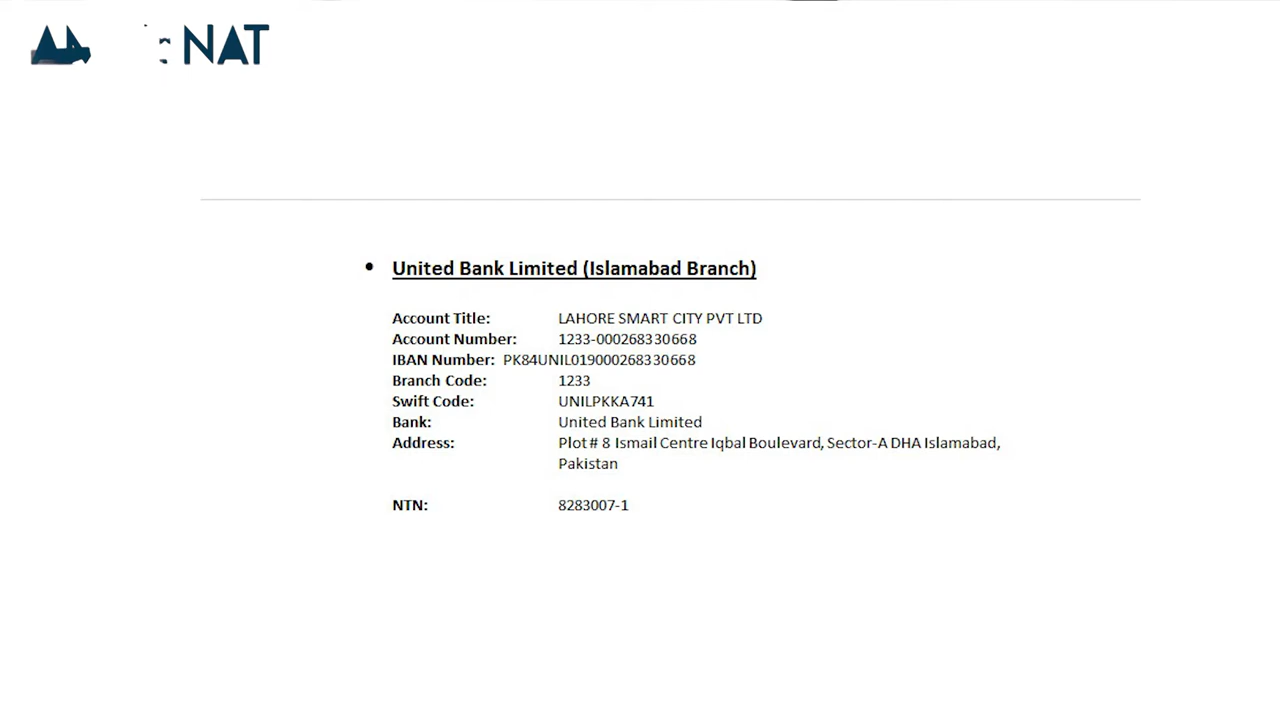 NAT
• United Bank Limited (Islamabad Branch)
Account Title: LAHORE SMART CITY PVT LTD
Account Number: 1233-000268330668
IBAN Number: PK84UNIL019000268330668
Branch Code: 1233
Swift Code: UNILPKKA741
Bank: United Bank Limited
Address: Plot # 8 Ismail Centre Iqbal Boulevard, Sector-A DHA Islamabad,
Pakistan
NTN: 8283007-1